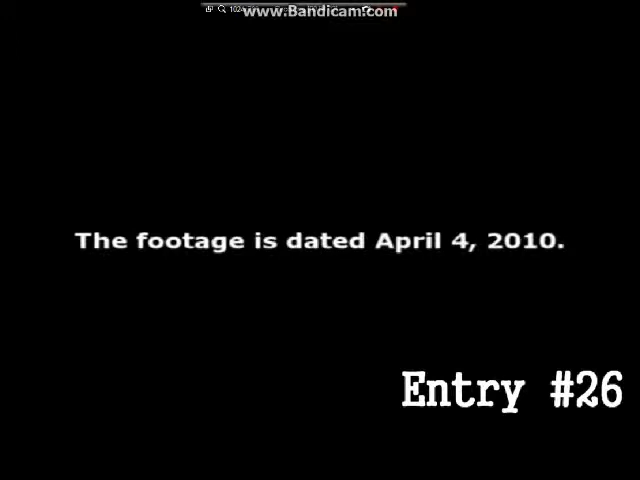 www.Bandicam.com
The footage is dated April 4, 2010.
Entry #26